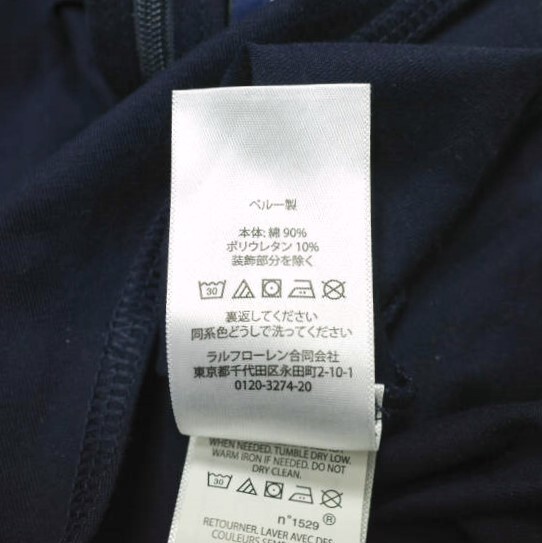 ペルー製
本体: 綿 90%
ポリウレタン 10%
装飾部分を除く
30
裏返してください
同系色どうしで洗ってください
ラルフローレン合同会社
東京都千代田区永田町2-10-1
0120-3274-20
WHEN NEEDED. TUMBLE DRY LOW.
WARM IRON IF NEEDED. DO NOT
DRY CLEAN.
30
n°1529 ®
RETOURNER. LAVER AVEC DES